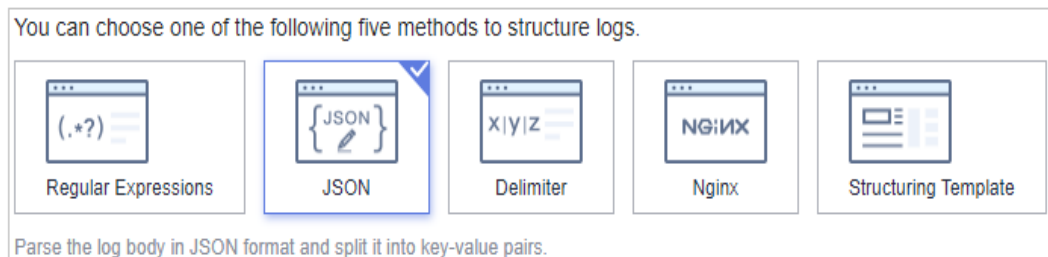 You can choose one of the following five methods to structure logs.
(.*?)
{JSON}
x|y|z
NGiNX
Regular Expressions
JSON
Delimiter
Nginx
Structuring Template
Parse the log body in JSON format and split it into key-value pairs.